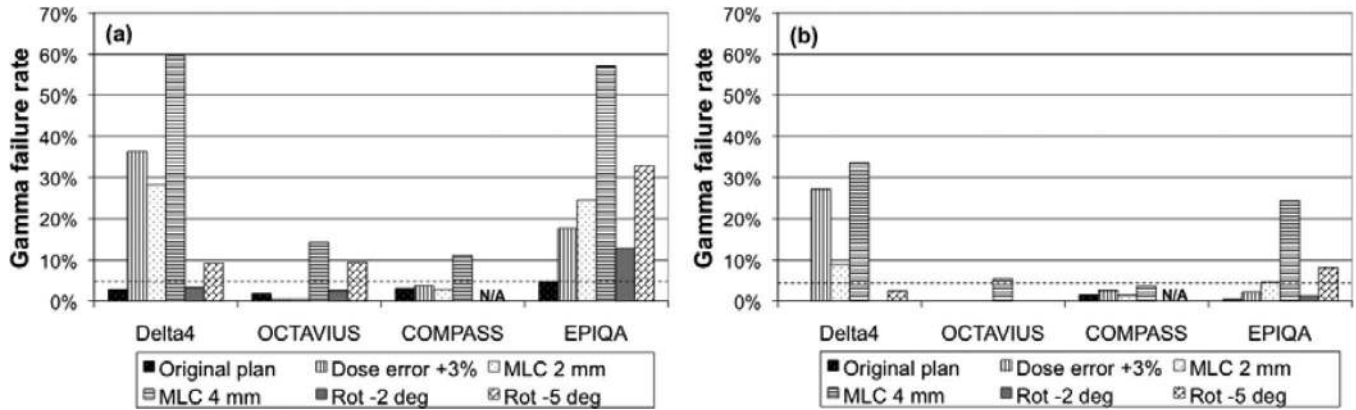 (a)
Gamma failure rate
70%
60%
50%
40%
30%
20%
10%
0%
N/A
Delta4 OCTAVIUS COMPASS EPIQA
Original plan Dose error +3% MLC 2 mm
MLC 4 mm Rot -2 deg Rot -5 deg
(b)
Gamma failure rate
70%
60%
50%
40%
30%
20%
10%
0%
N/A
Delta4 OCTAVIUS COMPASS EPIQA
Original plan Dose error +3% MLC 2 mm
MLC 4 mm Rot -2 deg Rot -5 deg